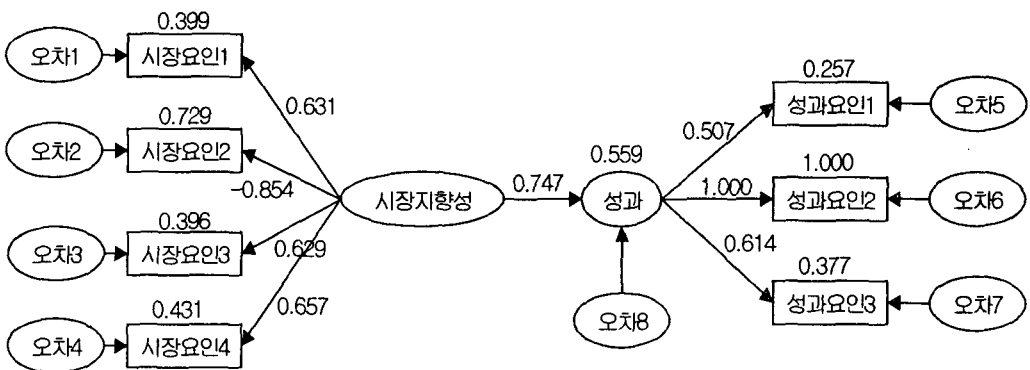 0.399
오차1
시장요인1
0.631
0.729
오차2
시장요인2
-0.854
0.396
오차3
시장요인3
0.629
0.431
오차4
시장요인4
0.657
시장지향성
0.747
0.559
성과
오차8
0.507
0.257
성과요인1
오차5
1.000
1.000
성과요인2
오차6
0.614
0.377
성과요인3
오차7